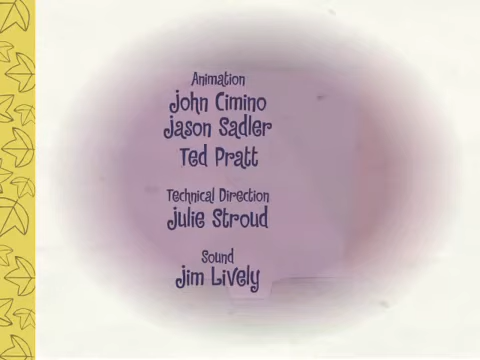 Animation
john Cimino
jason Sadler
Ted Pratt
Technical Direction
julie Stroud
Sound
jim Lively